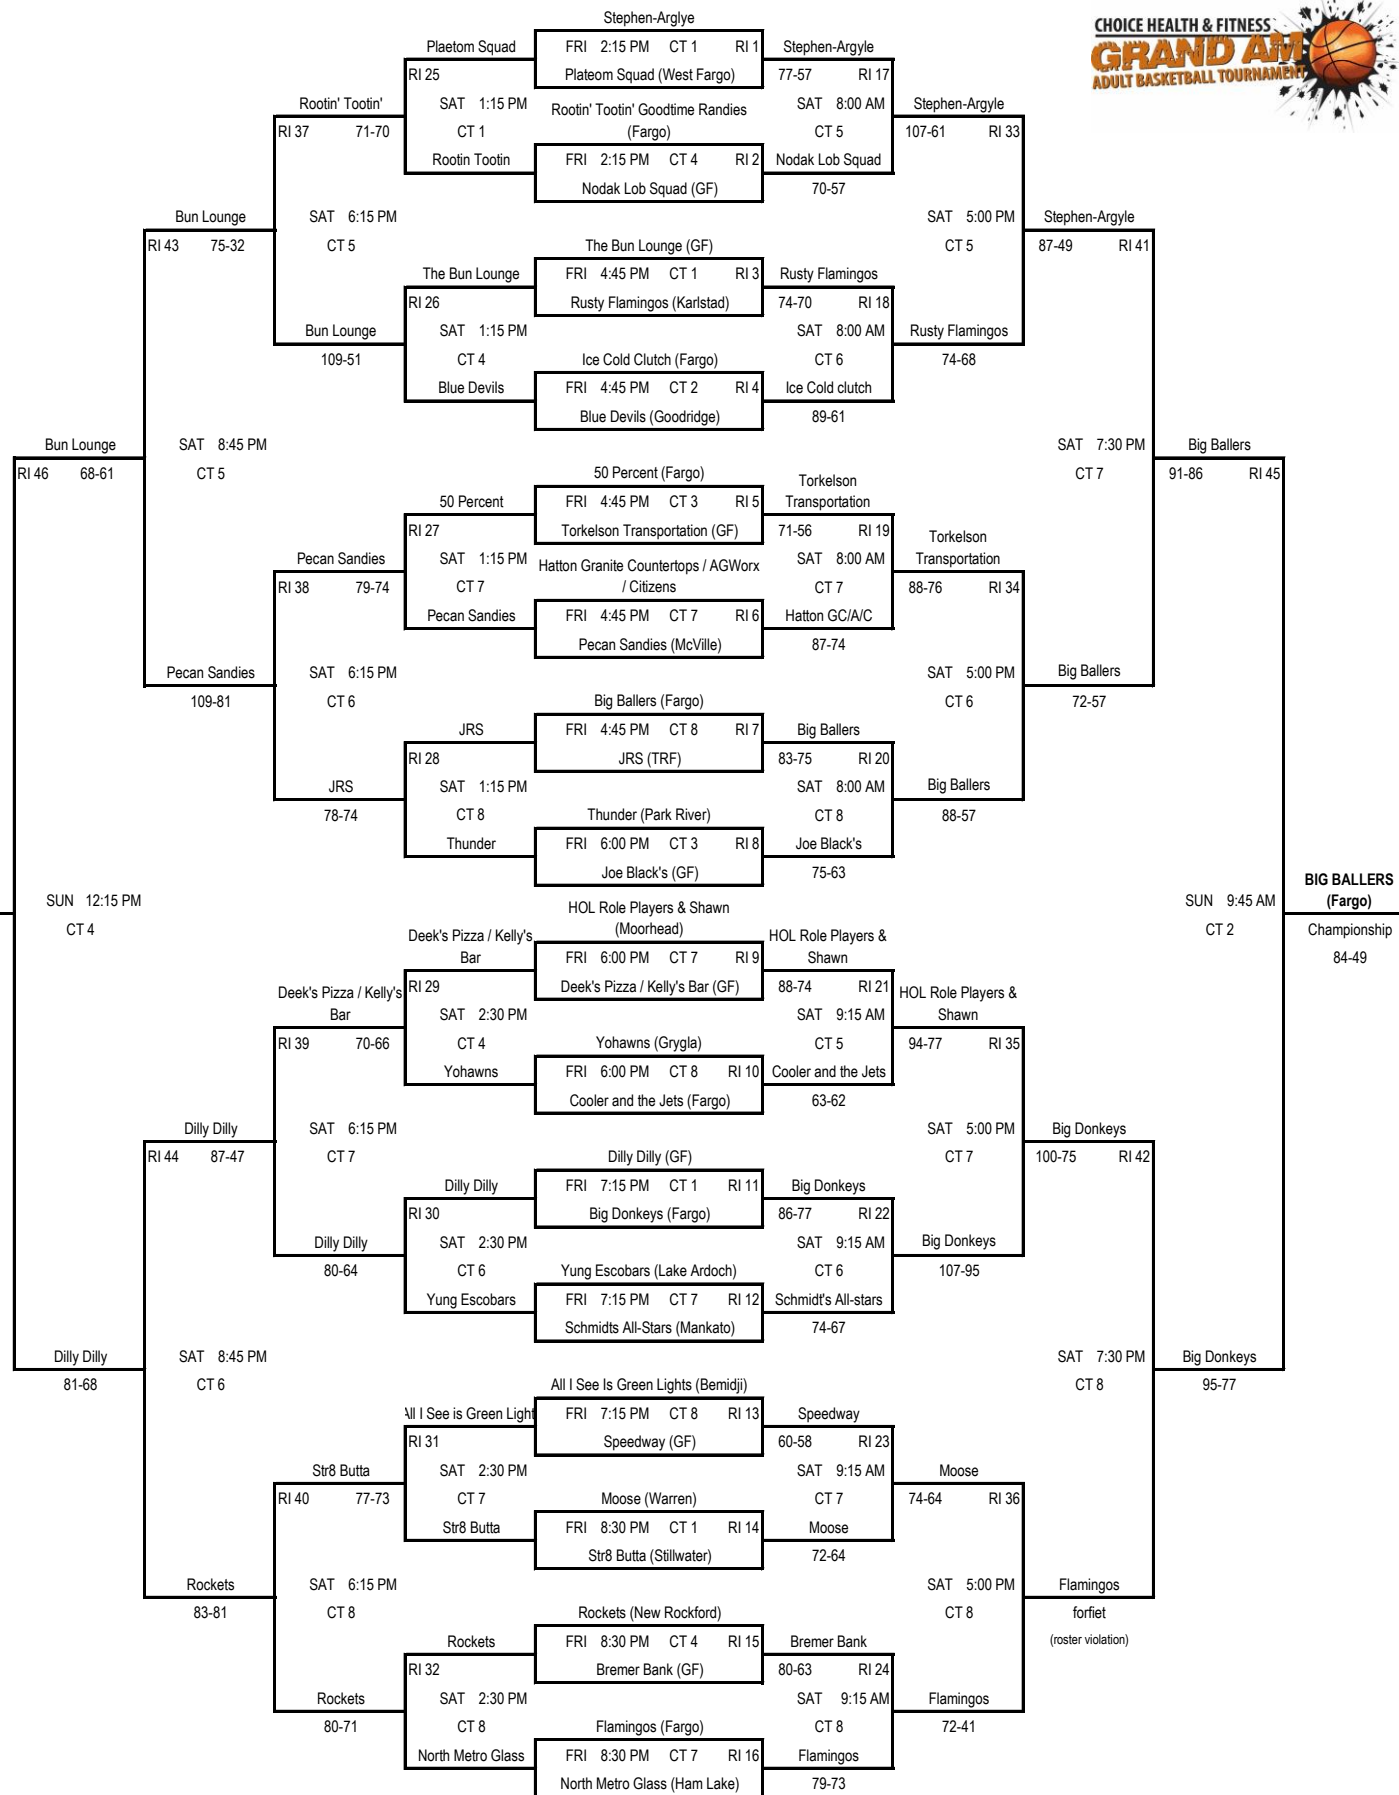 Stephen-Arglye
CHOICE HEALTH & FITNESS
GRAND AM
ADULT BASKETBALL TOURNAMENT
Plaetom Squad
FRI 2:15 PM CT 1 RI 1
Stephen-Argyle
RI 25
Plateom Squad (West Fargo)
77-57 RI 17
Rootin' Tootin'
SAT 1:15 PM
Rootin' Tootin' Goodtime Randies
(Fargo)
SAT 8:00 AM
Stephen-Argyle
RI 37 71-70
CT 1
CT 5
107-61 RI 33
Rootin Tootin
FRI 2:15 PM CT 4 RI 2
Nodak Lob Squad
Nodak Lob Squad (GF)
70-57
Bun Lounge
SAT 6:15 PM
SAT 5:00 PM
Stephen-Argyle
RI 43 75-32
CT 5
The Bun Lounge (GF)
CT 5
87-49 RI 41
The Bun Lounge
FRI 4:45 PM CT 1 RI 3
Rusty Flamingos
RI 26
Rusty Flamingos (Karlstad)
74-70 RI 18
Bun Lounge
SAT 1:15 PM
SAT 8:00 AM
Rusty Flamingos
109-51
CT 4
Ice Cold Clutch (Fargo)
CT 6
74-68
Blue Devils
FRI 4:45 PM CT 2 RI 4
Ice Cold clutch
Blue Devils (Goodridge)
89-61
Bun Lounge
SAT 8:45 PM
SAT 7:30 PM
Big Ballers
RI 46 68-61
CT 5
50 Percent (Fargo)
CT 7
91-86 RI 45
50 Percent
FRI 4:45 PM CT 3 RI 5
Torkelson
Transportation
RI 27
Torkelson Transportation (GF)
71-56 RI 19
Pecan Sandies
SAT 1:15 PM
Hatton Granite Countertops / AGWorx
/ Citizens
SAT 8:00 AM
Torkelson
Transportation
RI 38 79-74
CT 7
CT 7
88-76 RI 34
Pecan Sandies
FRI 4:45 PM CT 7 RI 6
Hatton GC/A/C
Pecan Sandies (McVille)
87-74
Pecan Sandies
SAT 6:15 PM
SAT 5:00 PM
Big Ballers
109-81
CT 6
Big Ballers (Fargo)
CT 6
72-57
JRS
FRI 4:45 PM CT 8 RI 7
Big Ballers
RI 28
JRS (TRF)
83-75 RI 20
JRS
SAT 1:15 PM
SAT 8:00 AM
Big Ballers
78-74
CT 8
Thunder (Park River)
CT 8
88-57
Thunder
FRI 6:00 PM CT 3 RI 8
Joe Black's
Joe Black's (GF)
75-63
SUN 12:15 PM
SUN 9:45 AM
BIG BALLERS
(Fargo)
CT 4
HOL Role Players & Shawn
(Moorhead)
CT 2
Championship
84-49
Deek's Pizza / Kelly's
Bar
FRI 6:00 PM CT 7 RI 9
HOL Role Players &
Shawn
RI 29
Deek's Pizza / Kelly's Bar (GF)
88-74 RI 21
Deek's Pizza / Kelly's
Bar
SAT 2:30 PM
SAT 9:15 AM
HOL Role Players &
Shawn
RI 39 70-66
CT 4
Yohawns (Grygla)
CT 5
94-77 RI 35
Yohawns
FRI 6:00 PM CT 8 RI 10
Cooler and the Jets
Cooler and the Jets (Fargo)
63-62
Dilly Dilly
SAT 6:15 PM
SAT 5:00 PM
Big Donkeys
RI 44 87-47
CT 7
Dilly Dilly (GF)
CT 7
100-75 RI 42
Dilly Dilly
FRI 7:15 PM CT 1 RI 11
Big Donkeys
RI 30
Big Donkeys (Fargo)
86-77 RI 22
Dilly Dilly
SAT 2:30 PM
SAT 9:15 AM
Big Donkeys
80-64
CT 6
Yung Escobars (Lake Ardoch)
CT 6
107-95
Yung Escobars
FRI 7:15 PM CT 7 RI 12
Schmidt's All-stars
Schmidts All-Stars (Mankato)
74-67
Dilly Dilly
SAT 8:45 PM
SAT 7:30 PM
Big Donkeys
81-68
CT 6
All I See Is Green Lights (Bemidji)
CT 8
95-77
All I See is Green Light
FRI 7:15 PM CT 8 RI 13
Speedway
RI 31
Speedway (GF)
60-58 RI 23
Str8 Butta
SAT 2:30 PM
SAT 9:15 AM
Moose
RI 40 77-73
CT 7
Moose (Warren)
CT 7
74-64 RI 36
Str8 Butta
FRI 8:30 PM CT 1 RI 14
Moose
Str8 Butta (Stillwater)
72-64
Rockets
SAT 6:15 PM
SAT 5:00 PM
Flamingos
83-81
CT 8
Rockets (New Rockford)
CT 8
forfiet
(roster violation)
Rockets
FRI 8:30 PM CT 4 RI 15
Bremer Bank
RI 32
Bremer Bank (GF)
80-63 RI 24
Rockets
SAT 2:30 PM
SAT 9:15 AM
Flamingos
80-71
CT 8
Flamingos (Fargo)
CT 8
72-41
North Metro Glass
FRI 8:30 PM CT 7 RI 16
Flamingos
North Metro Glass (Ham Lake)
79-73